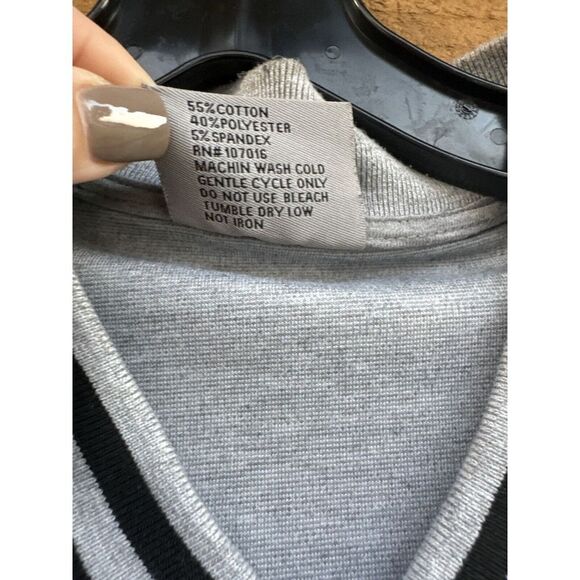 55%COTTON
40%POLYESTER
5%SPANDEX
RN#107016
MACHIN WASH COLD
GENTLE CYCLE ONLY
DO NOT USE BLEACH
TUMBLE DRY LOW
NOT IRON